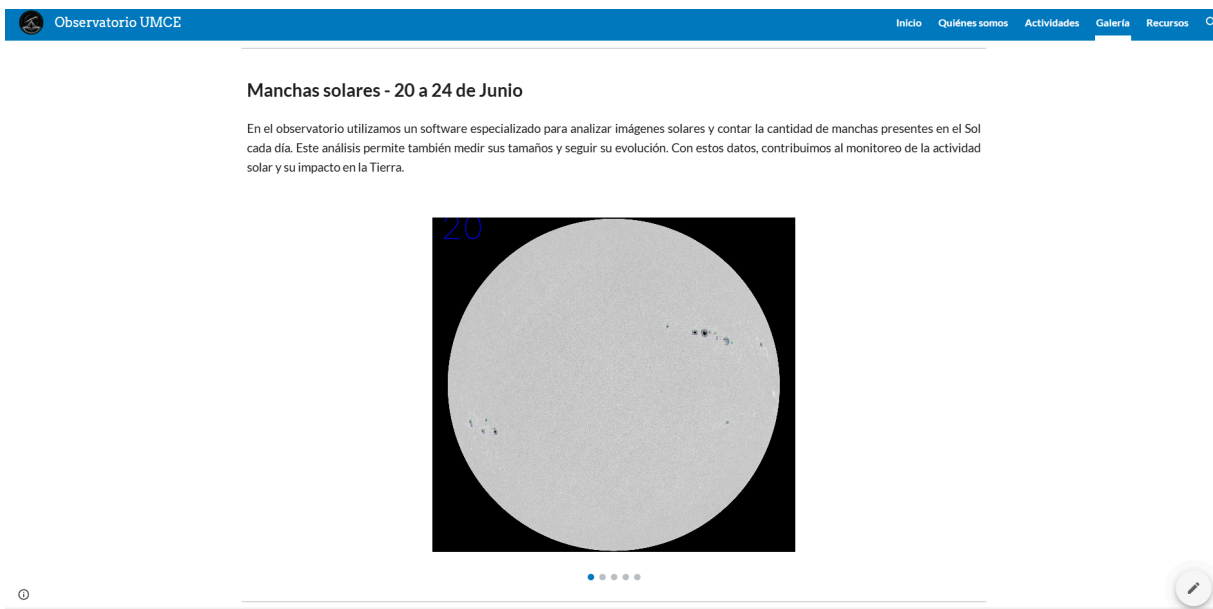 Observatorio UMCE
Inicio Quiénes somos Actividades Galería Recursos
Manchas solares - 20 a 24 de Junio
En el observatorio utilizamos un software especializado para analizar imágenes solares y contar la cantidad de manchas presentes en el Sol
cada día. Este análisis permite también medir sus tamaños y seguir su evolución. Con estos datos, contribuimos al monitoreo de la actividad
solar y su impacto en la Tierra.
20